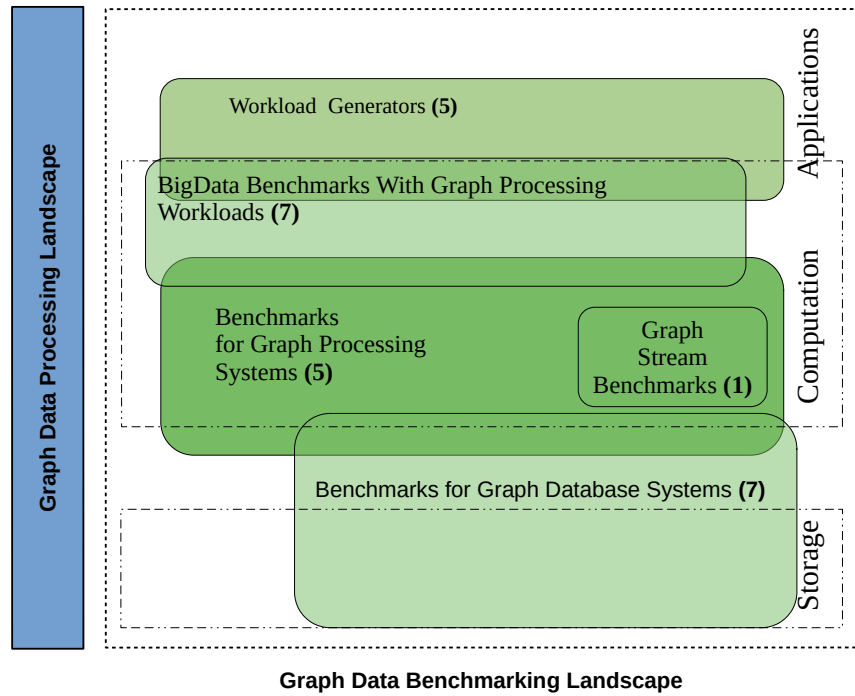 Graph Data Processing Landscape
Applications
Workload Generators (5)
BigData Benchmarks With Graph Processing
Workloads (7)
Computation
Benchmarks
for Graph Processing
Systems (5)
Graph
Stream
Benchmarks (1)
Benchmarks for Graph Database Systems (7)
Storage
Graph Data Benchmarking Landscape